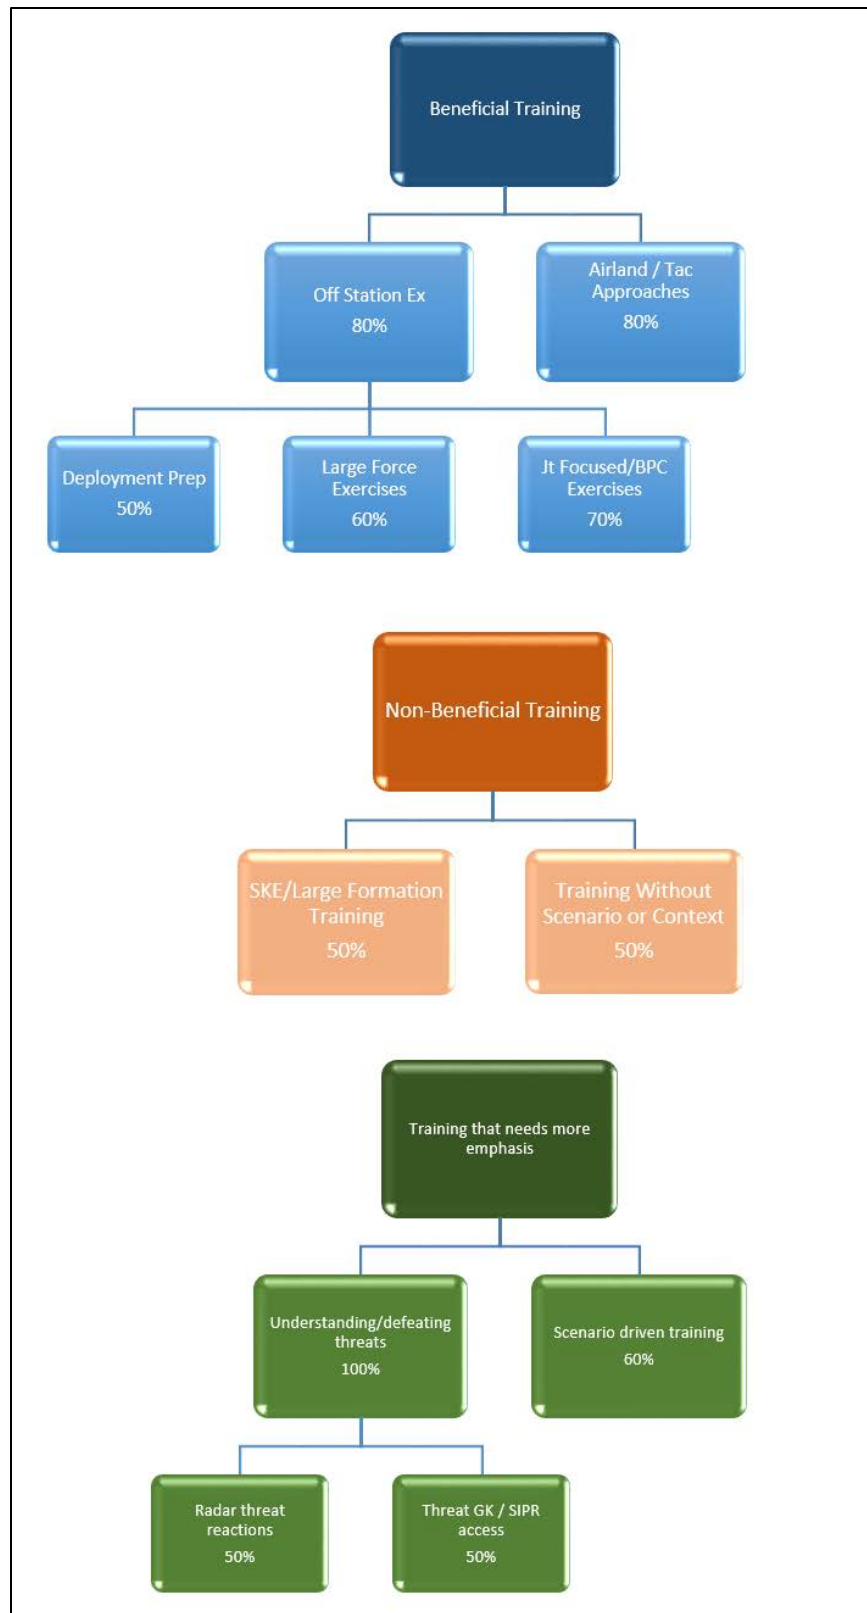 Beneficial Training
Off Station Ex
80%
Airland / Tac
Approaches
80%
Deployment Prep
50%
Large Force
Exercises
60%
Jt Focused/BPC
Exercises
70%
Non-Beneficial Training
SKE/Large Formation
Training
50%
Training Without
Scenario or Context
50%
Training that needs more
emphasis
Understanding/defeating
threats
100%
Scenario driven training
60%
Radar threat
reactions
50%
Threat GK / SIPR
access
50%